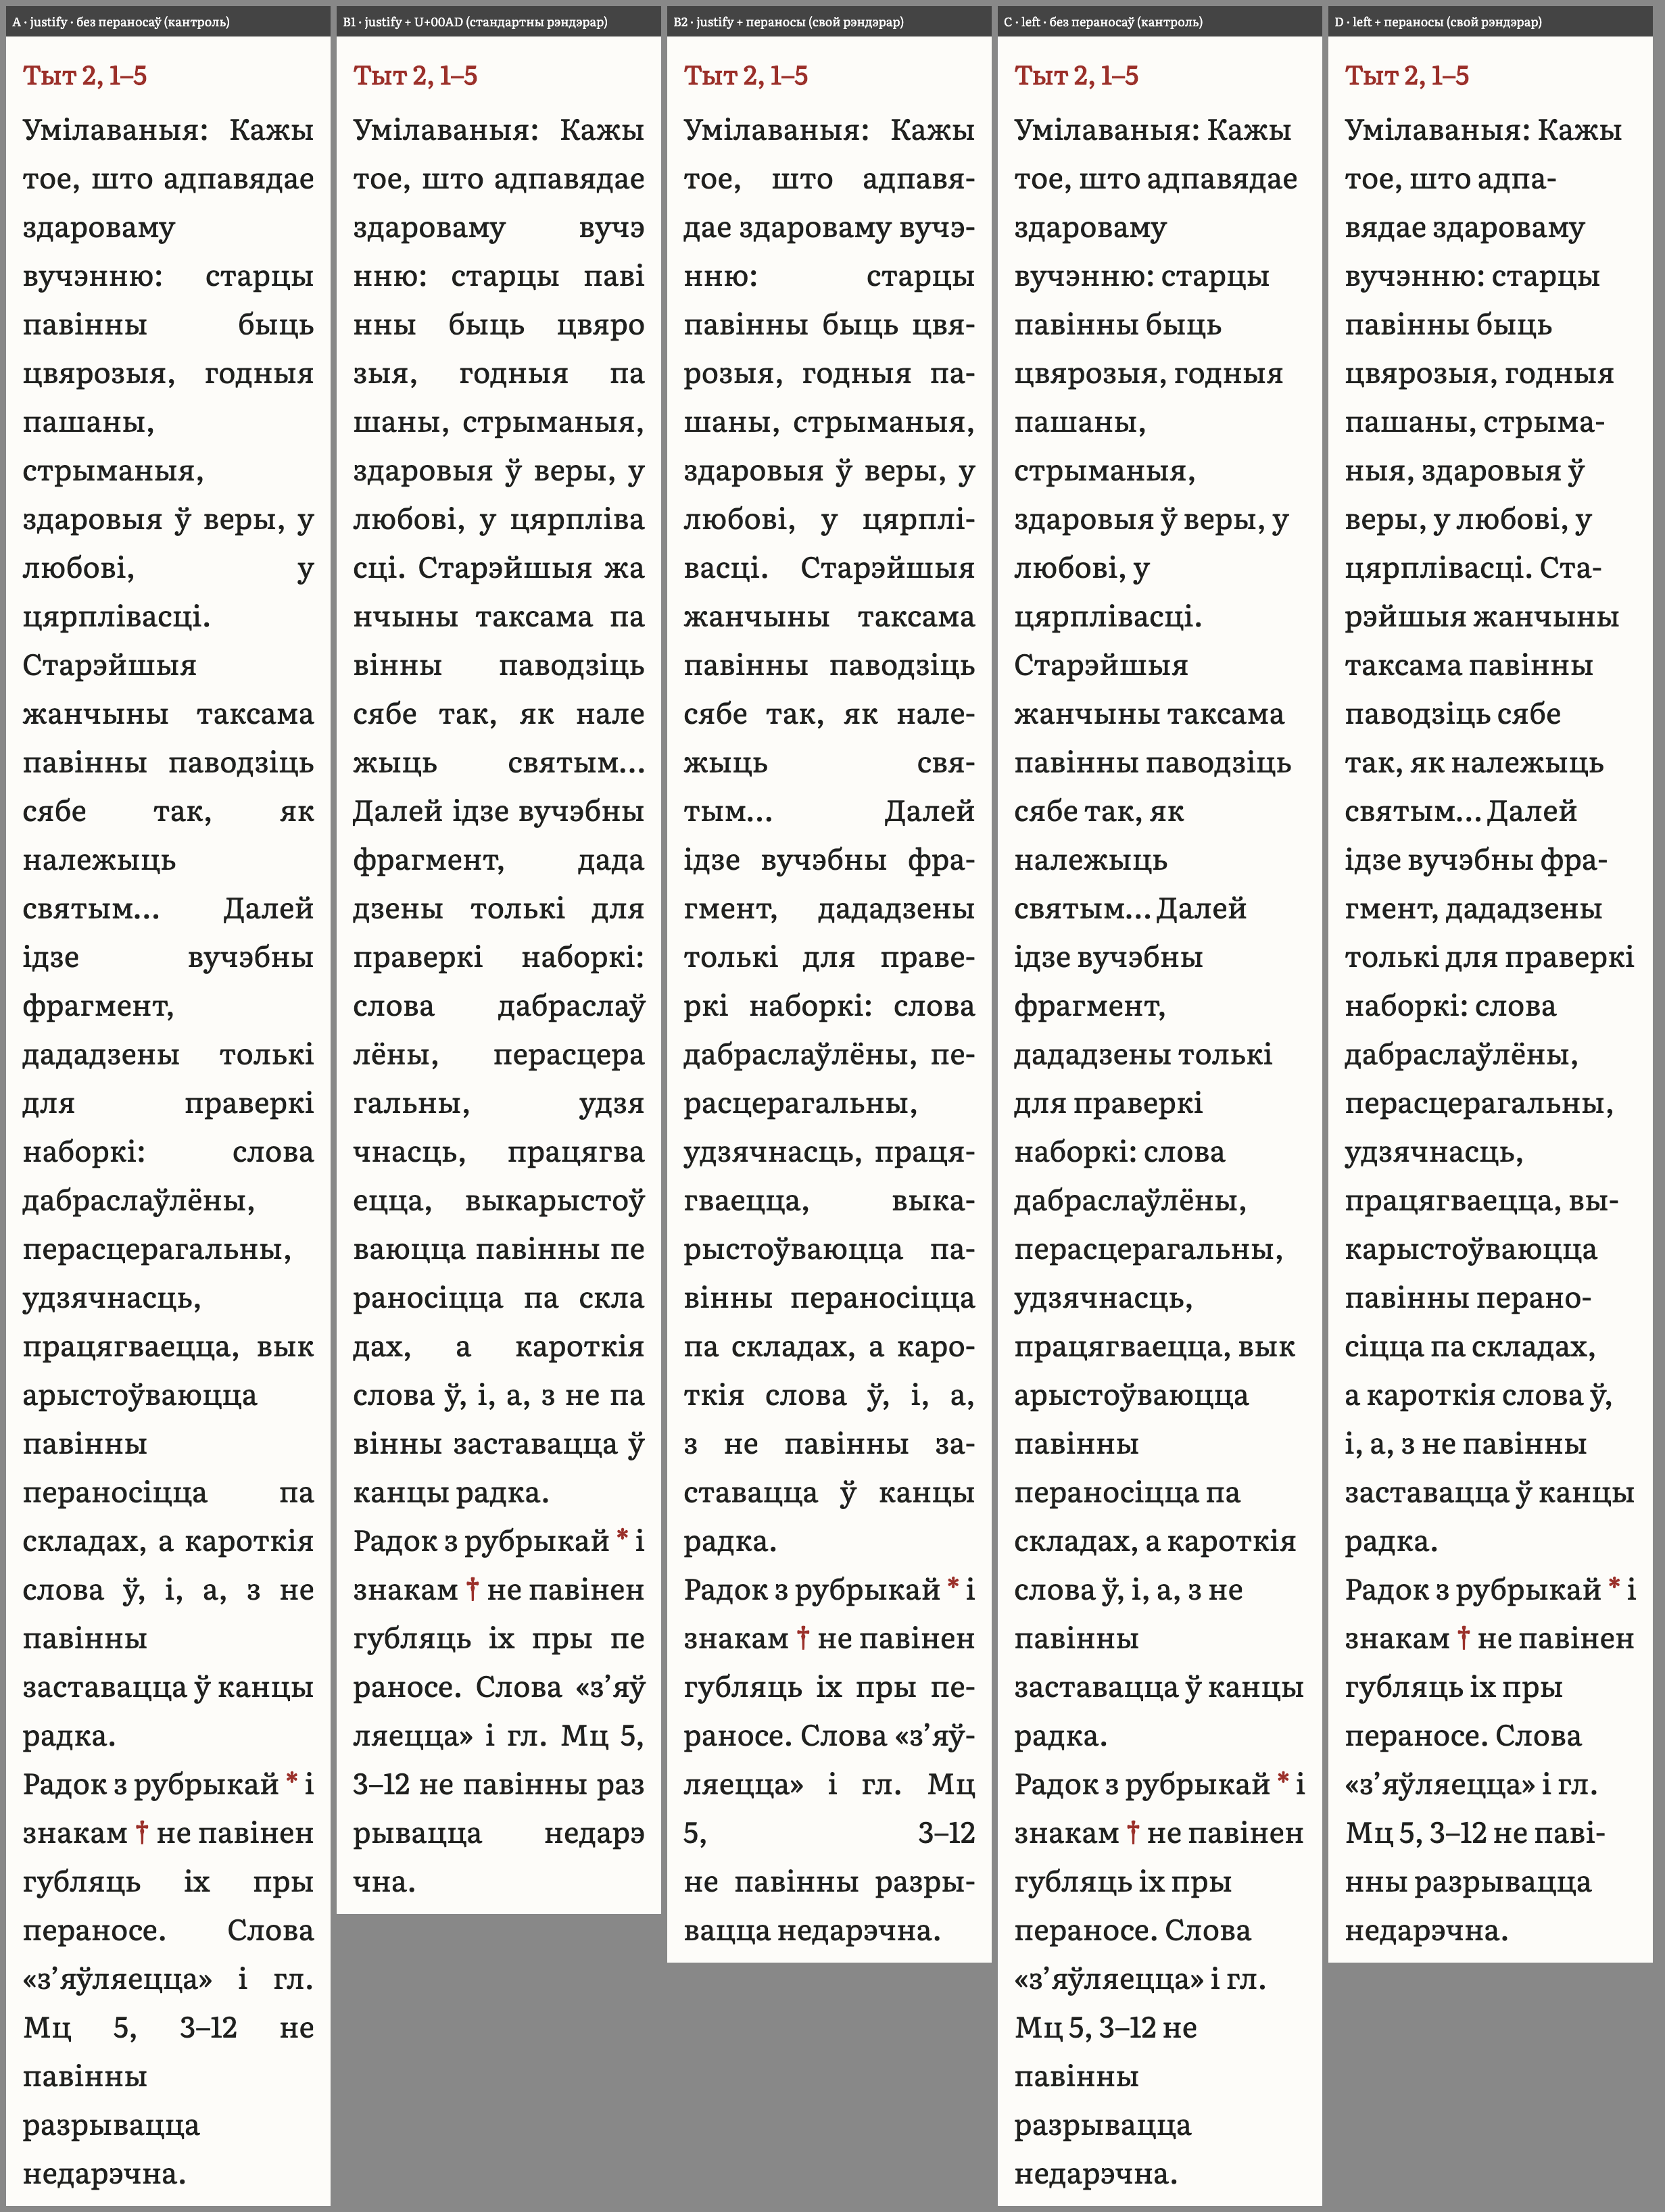 A · justify · без пераносаў (кантроль)
Тыт 2, 1–5
Умілаваныя: Кажы
тое, што адпавядае
здароваму
вучэнню: старцы
павінны быць
цвярозыя, годныя
пашаны,
стрыманыя,
здаровыя ў веры, у
любові, у
цярплівасці.
Старэйшыя
жанчыны таксама
павінны паводзіць
сябе так, як
належыць
святым… Далей
ідзе вучэбны
фрагмент,
дададзены толькі
для праверкі
наборкі: слова
дабраслаўлёны,
перасцерагальны,
удзячнасць,
працягваецца, вык
арыстоўваюцца
павінны
пераносіцца па
складах, а кароткія
слова ў, і, а, з не
павінны
заставацца ў канцы
радка.
Радок з рубрыкай * і
знакам † не павінен
губляць іх пры
пераносе. Слова
«з’яўляецца» і гл.
Мц 5, 3–12 не
павінны
разрывацца
недарэчна.
B1 · justify + U+00AD (стандартны рэндэрар)
Тыт 2, 1–5
Умілаваныя: Кажы
тое, што адпавядае
здароваму вучэ
нню: старцы паві
нны быць цвяро
зыя, годныя па
шаны, стрыманыя,
здаровыя ў веры, у
любові, у цярпліва
сці. Старэйшыя жа
нчыны таксама па
вінны паводзіць
сябе так, як нале
жыць святым…
Далей ідзе вучэбны
фрагмент, дада
дзены толькі для
праверкі наборкі:
слова дабраслаў
лёны, перасцера
гальны, удзя
чнасць, працягва
ецца, выкарыстоў
ваюцца павінны пе
раносіцца па скла
дах, а кароткія
слова ў, і, а, з не па
вінны заставацца ў
канцы радка.
Радок з рубрыкай * і
знакам † не павінен
губляць іх пры пе
раносе. Слова «з’яў
ляецца» і гл. Мц 5,
3–12 не павінны раз
рывацца недарэ
чна.
B2 · justify + пераносы (свой рэндэрар)
Тыт 2, 1–5
Умілаваныя: Кажы
тое, што адпавя-
дае здароваму вучэ-
нню: старцы
павінны быць цвя-
розыя, годныя па-
шаны, стрыманыя,
здаровыя ў веры, у
любові, у цярплі-
васці. Старэйшыя
жанчыны таксама
павінны паводзіць
сябе так, як нале-
жыць свя-
тым… Далей
ідзе вучэбны фра-
гмент, дададзены
толькі для праве-
ркі наборкі: слова
дабраслаўлёны, пе-
расцерагальны,
удзячнасць, праця-
гваецца, выка-
рыстоўваюцца па-
вінны пераносіцца
па складах, а каро-
ткія слова ў, і, а,
з не павінны за-
ставацца ў канцы
радка.
Радок з рубрыкай * і
знакам † не павінен
губляць іх пры пе-
раносе. Слова «з’яў-
ляецца» і гл. Мц
5, 3–12
не павінны разры-
вацца недарэчна.
C · left · без пераносаў (кантроль)
Тыт 2, 1–5
Умілаваныя: Кажы
тое, што адпавядае
здароваму
вучэнню: старцы
павінны быць
цвярозыя, годныя
пашаны,
стрыманыя,
здаровыя ў веры, у
любові, у
цярплівасці.
Старэйшыя
жанчыны таксама
павінны паводзіць
сябе так, як
належыць
святым… Далей
ідзе вучэбны
фрагмент,
дададзены толькі
для праверкі
наборкі: слова
дабраслаўлёны,
перасцерагальны,
удзячнасць,
працягваецца, вык
арыстоўваюцца
павінны
пераносіцца па
складах, а кароткія
слова ў, і, а, з не
павінны
заставацца ў канцы
радка.
Радок з рубрыкай * і
знакам † не павінен
губляць іх пры
пераносе. Слова
«з’яўляецца» і гл.
Мц 5, 3–12 не
павінны
разрывацца
недарэчна.
D · left + пераносы (свой рэндэрар)
Тыт 2, 1–5
Умілаваныя: Кажы
тое, што адпа-
вядае здароваму
вучэнню: старцы
павінны быць
цвярозыя, годныя
пашаны, стрыма-
ныя, здаровыя ў
веры, у любові, у
цярплівасці. Ста-
рэйшыя жанчыны
таксама павінны
паводзіць сябе
так, як належыць
святым… Далей
ідзе вучэбны фра-
гмент, дададзены
толькі для праверкі
наборкі: слова
дабраслаўлёны,
перасцерагальны,
удзячнасць,
працягваецца, вы-
карыстоўваюцца
павінны перано-
сіцца па складах,
а кароткія слова ў,
і, а, з не павінны
заставацца ў канцы
радка.
Радок з рубрыкай * і
знакам † не павінен
губляць іх пры
пераносе. Слова
«з’яўляецца» і гл.
Мц 5, 3–12 не паві-
нны разрывацца
недарэчна.